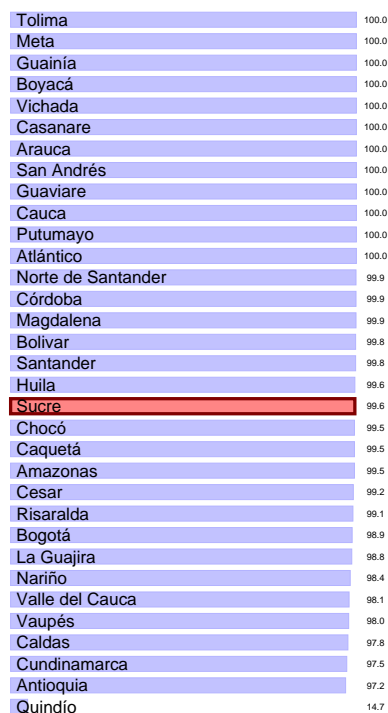 Tolima 100.0
Meta 100.0
Guainía 100.0
Boyacá 100.0
Vichada 100.0
Casanare 100.0
Arauca 100.0
San Andrés 100.0
Guaviare 100.0
Cauca 100.0
Putumayo 100.0
Atlántico 100.0
Norte de Santander 99.9
Córdoba 99.9
Magdalena 99.9
Bolivar 99.8
Santander 99.8
Huila 99.6
Sucre 99.6
Chocó 99.5
Caquetá 99.5
Amazonas 99.5
Cesar 99.2
Risaralda 99.1
Bogotá 98.9
La Guajira 98.8
Nariño 98.4
Valle del Cauca 98.1
Vaupés 98.0
Caldas 97.8
Cundinamarca 97.5
Antioquia 97.2
Quindío 14.7